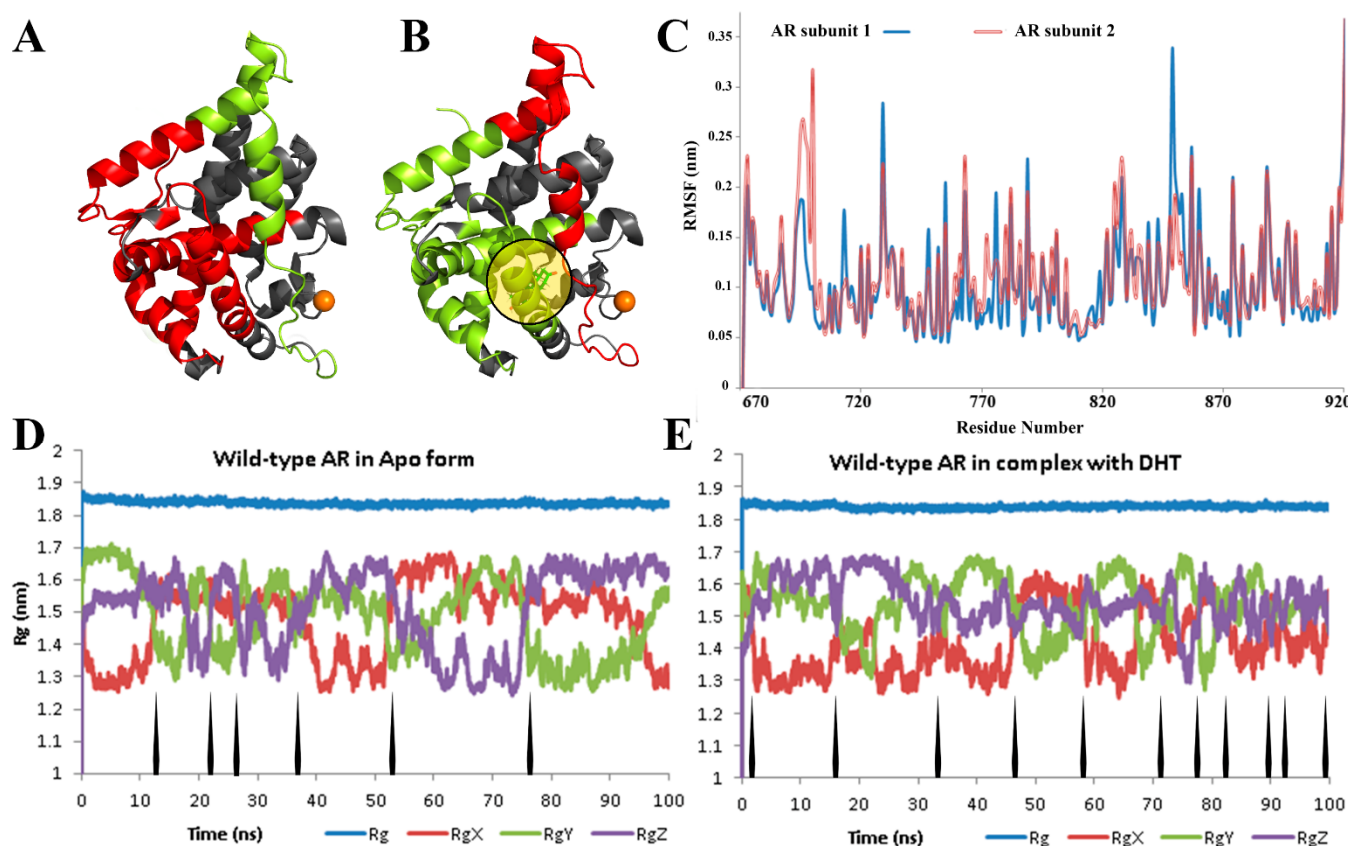 A
B
C
AR subunit 1
AR subunit 2
0.35
0.3
0.25
0.2
0.15
0.1
0.05
0
RMSF (nm)
670 720 770 820 870 920
Residue Number
D
Wild-type AR in Apo form
2
1.9
1.8
1.7
1.6
1.5
1.4
1.3
1.2
1.1
1
Rg (nm)
0 10 20 30 40 50 60 70 80 90 100
Time (ns)
Rg RgX RgY RgZ
E
Wild-type AR in complex with DHT
2
1.9
1.8
1.7
1.6
1.5
1.4
1.3
1.2
1.1
1
0 10 20 30 40 50 60 70 80 90 100
Time (ns)
Rg RgX RgY RgZ